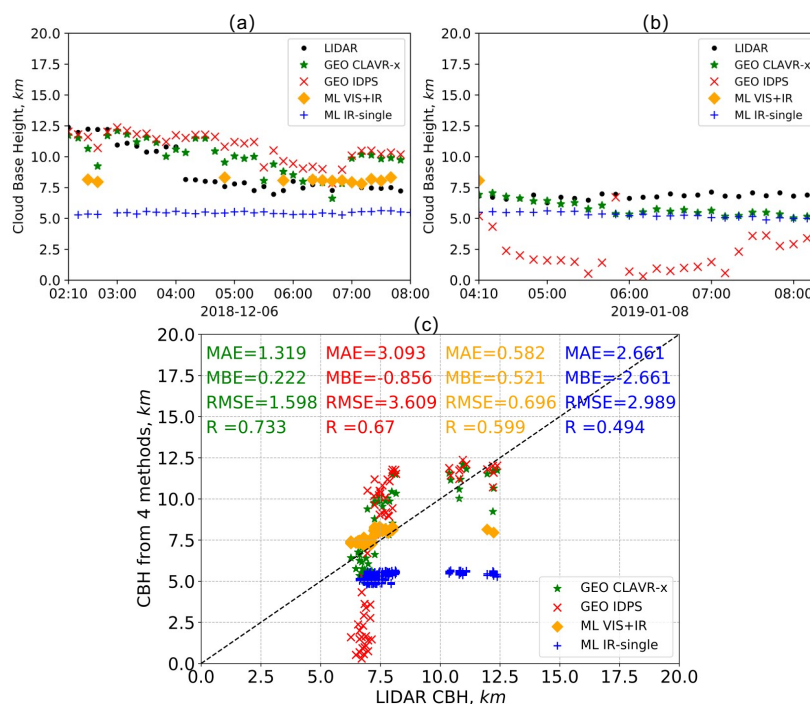 (a)
20.0
17.5
15.0
12.5
10.0
7.5
5.0
2.5
0.0
Cloud Base Height, km
LIDAR
GEO CLAVR-x
GEO IDPS
ML VIS+IR
ML IR-single
02:10 03:00 04:00 05:00 06:00 07:00 08:00
2018-12-06
(b)
20.0
17.5
15.0
12.5
10.0
7.5
5.0
2.5
0.0
Cloud Base Height, km
LIDAR
GEO CLAVR-x
GEO IDPS
ML VIS+IR
ML IR-single
04:10 05:00 06:00 07:00 08:00
2019-01-08
(c)
20.0
17.5
15.0
12.5
10.0
7.5
5.0
2.5
0.0
CBH from 4 methods, km
MAE=1.319 MAE=3.093 MAE=0.582 MAE=2.661
MBE=0.222 MBE=-0.856 MBE=0.521 MBE=-2.661
RMSE=1.598 RMSE=3.609 RMSE=0.696 RMSE=2.989
R =0.733 R =0.67 R =0.599 R =0.494
GEO CLAVR-x
GEO IDPS
ML VIS+IR
ML IR-single
0.0 2.5 5.0 7.5 10.0 12.5 15.0 17.5 20.0
LIDAR CBH, km